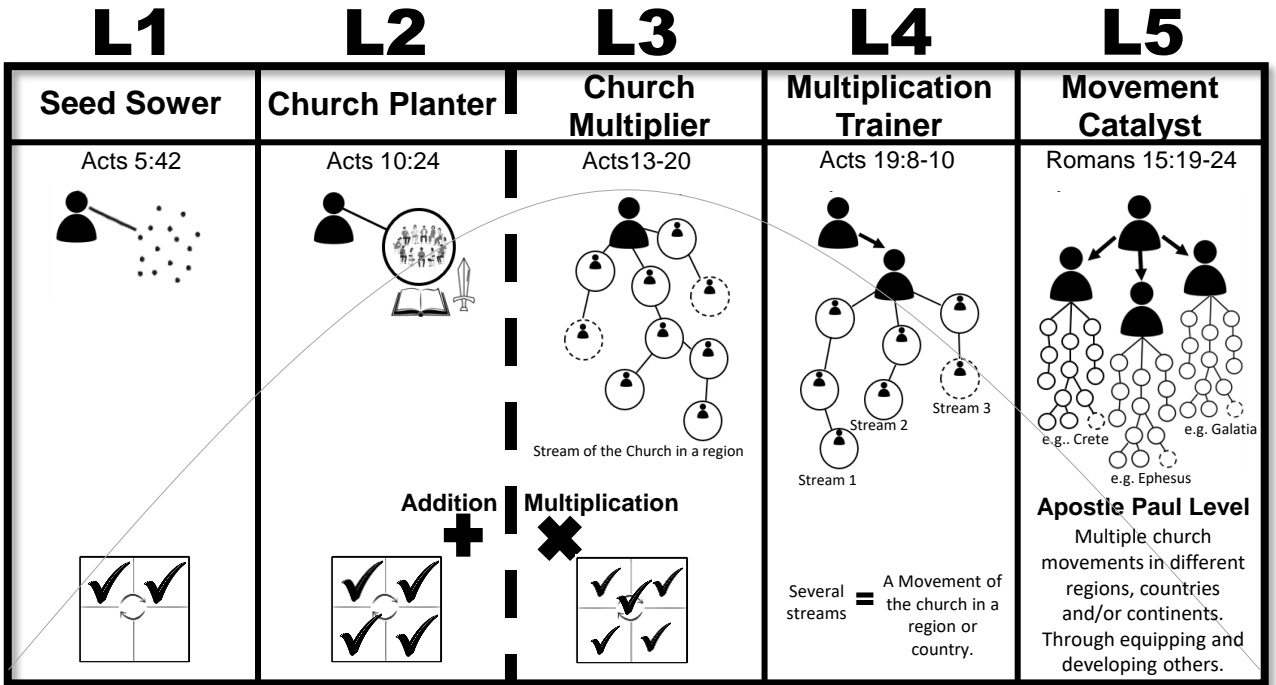 L1
L2
L3
L4
L5
Seed Sower
Church Planter
Church
Multiplier
Multiplication
Trainer
Movement
Catalyst
Acts 5:42
Acts 10:24
Acts13-20
Acts 19:8-10
Romans 15:19-24
Stream of the Church in a region
Stream 1
Stream 2
Stream 3
e.g.. Crete
e.g. Ephesus
e.g. Galatia
Addition
Multiplication
Several
streams
=
A Movement of
the church in a
region or
country.
Apostle Paul Level
Multiple church
movements in different
regions, countries
and/or continents.
Through equipping and
developing others.